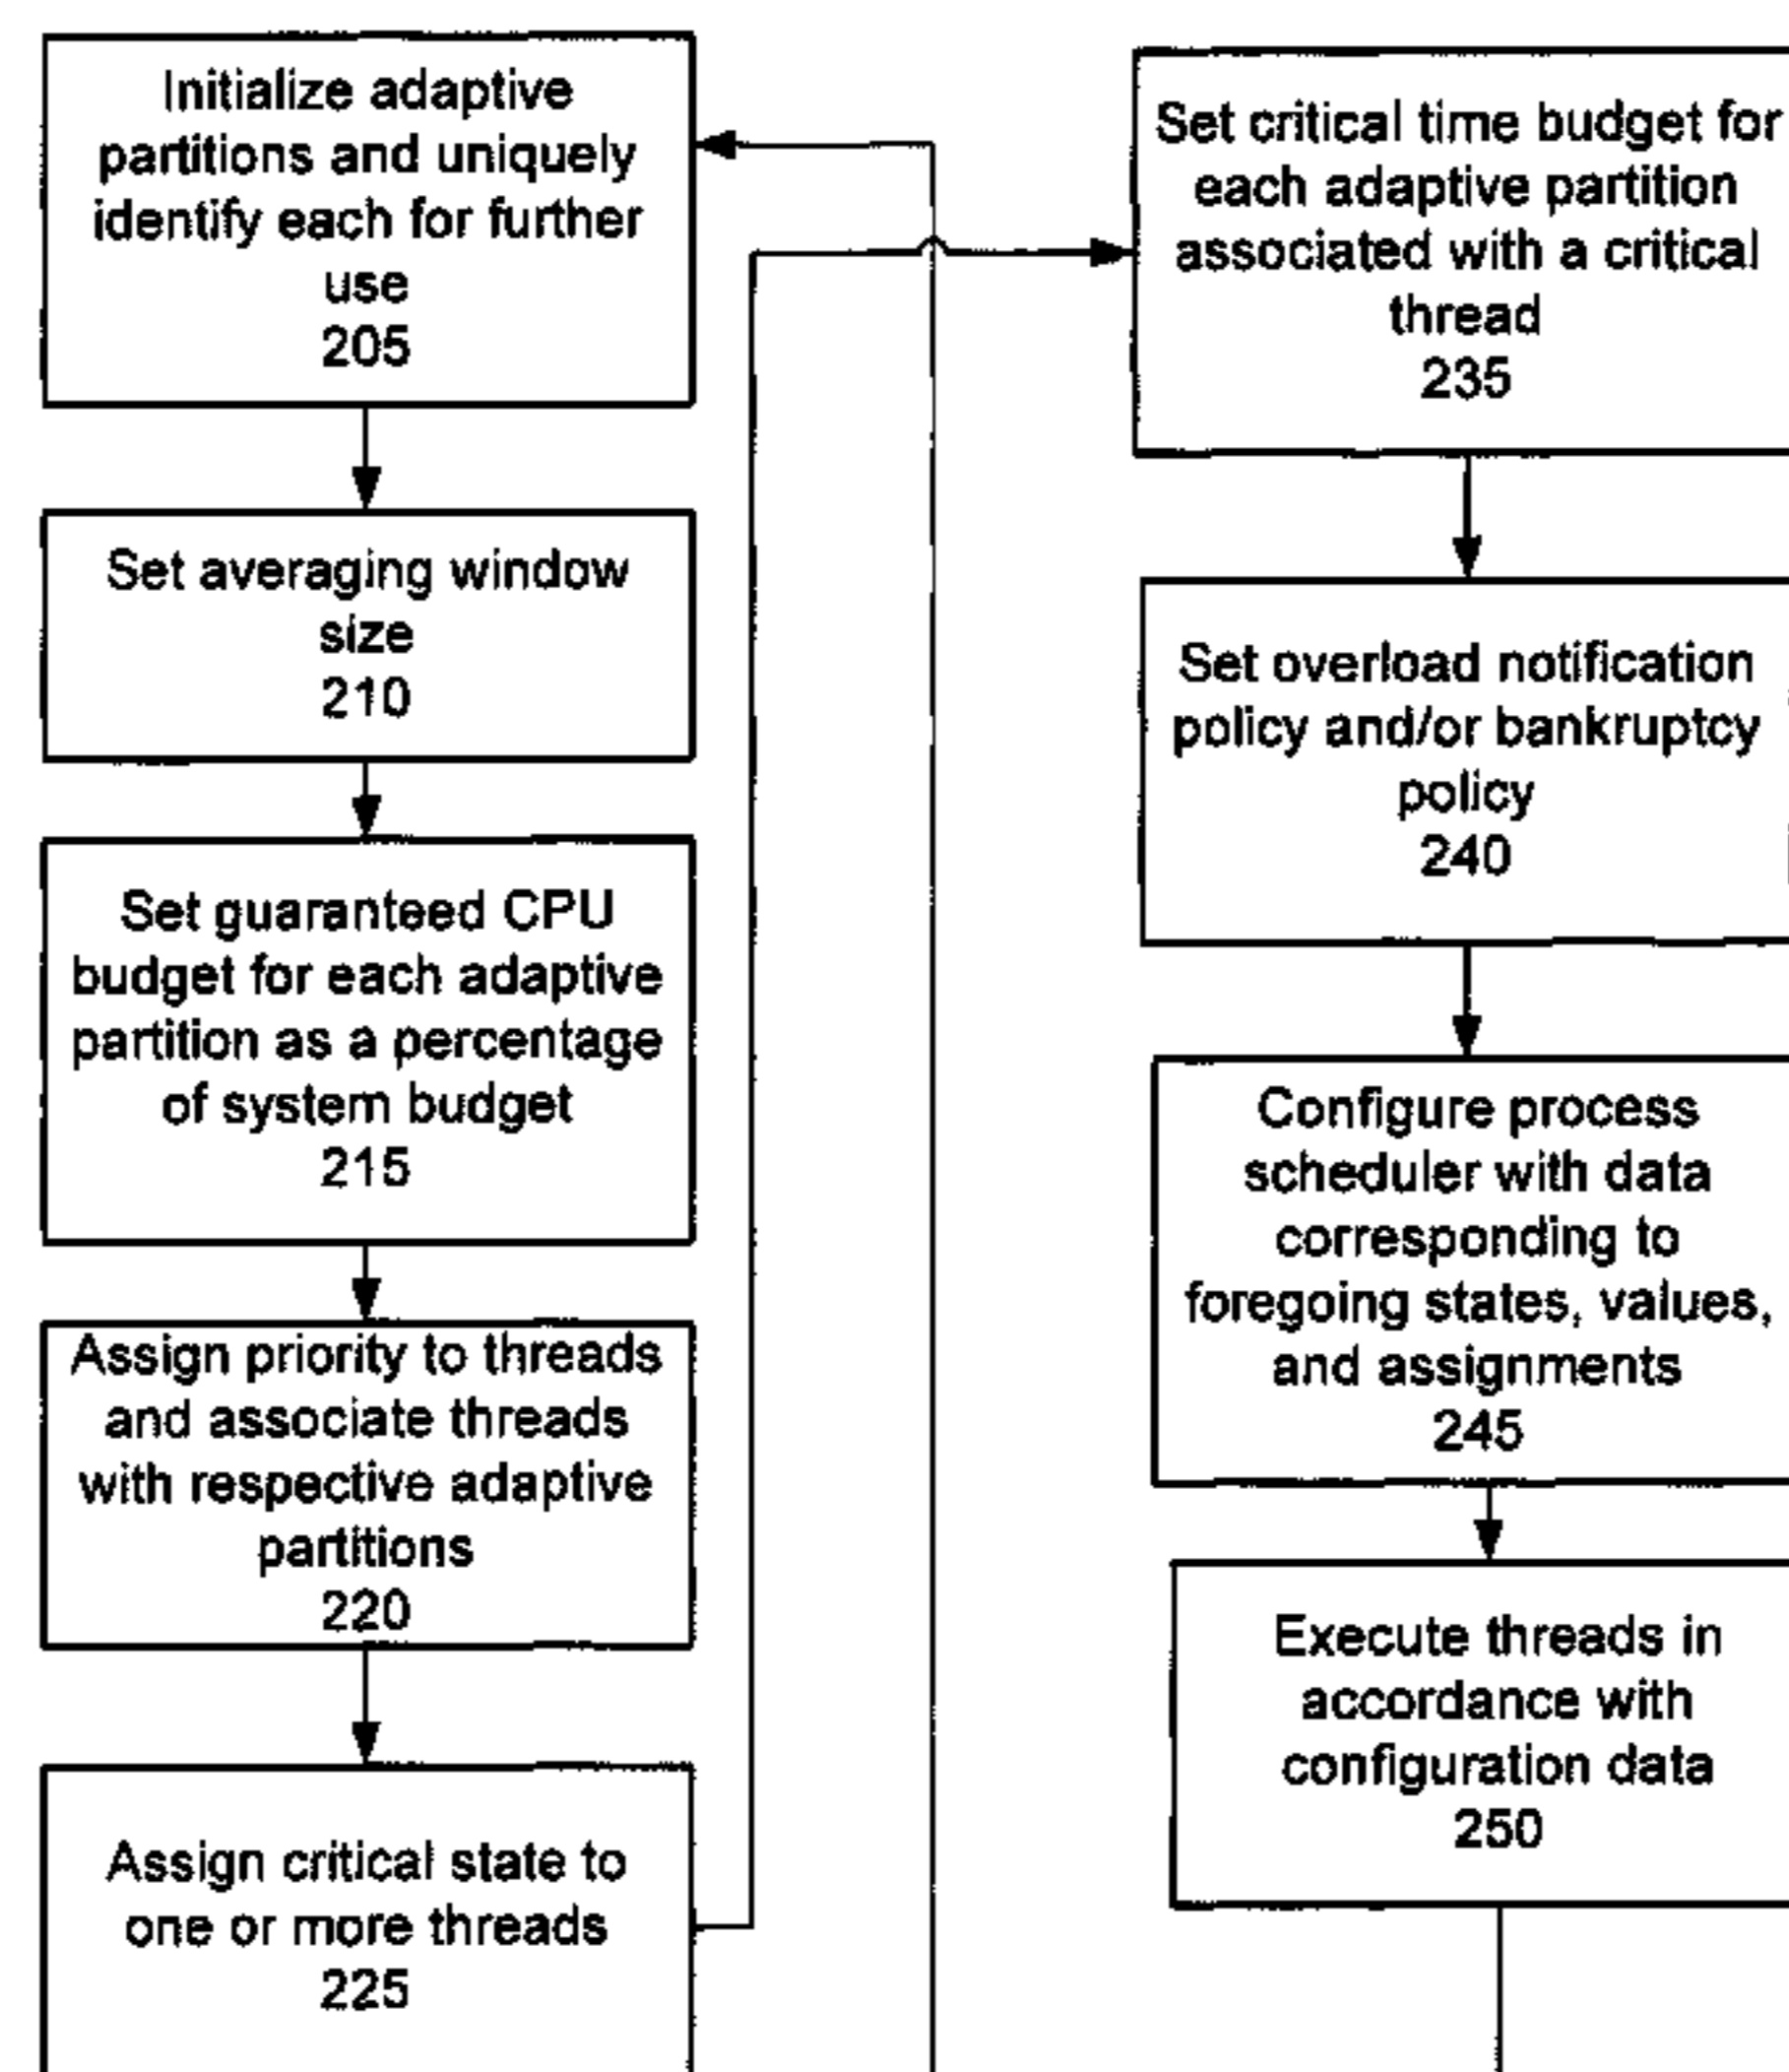 Initialize adaptive
partitions and uniquely
identify each for further
use
205
Set averaging window
size
210
Set guaranteed CPU
budget for each adaptive
partition as a percentage
of system budget
215
Assign priority to threads
and associate threads
with respective adaptive
partitions
220
Assign critical state to
one or more threads
225
Set critical time budget for
each adaptive partition
associated with a critical
thread
235
Set overload notification
policy and/or bankruptcy
policy
240
Configure process
scheduler with data
corresponding to
foregoing states, values,
and assignments
245
Execute threads in
accordance with
configuration data
250